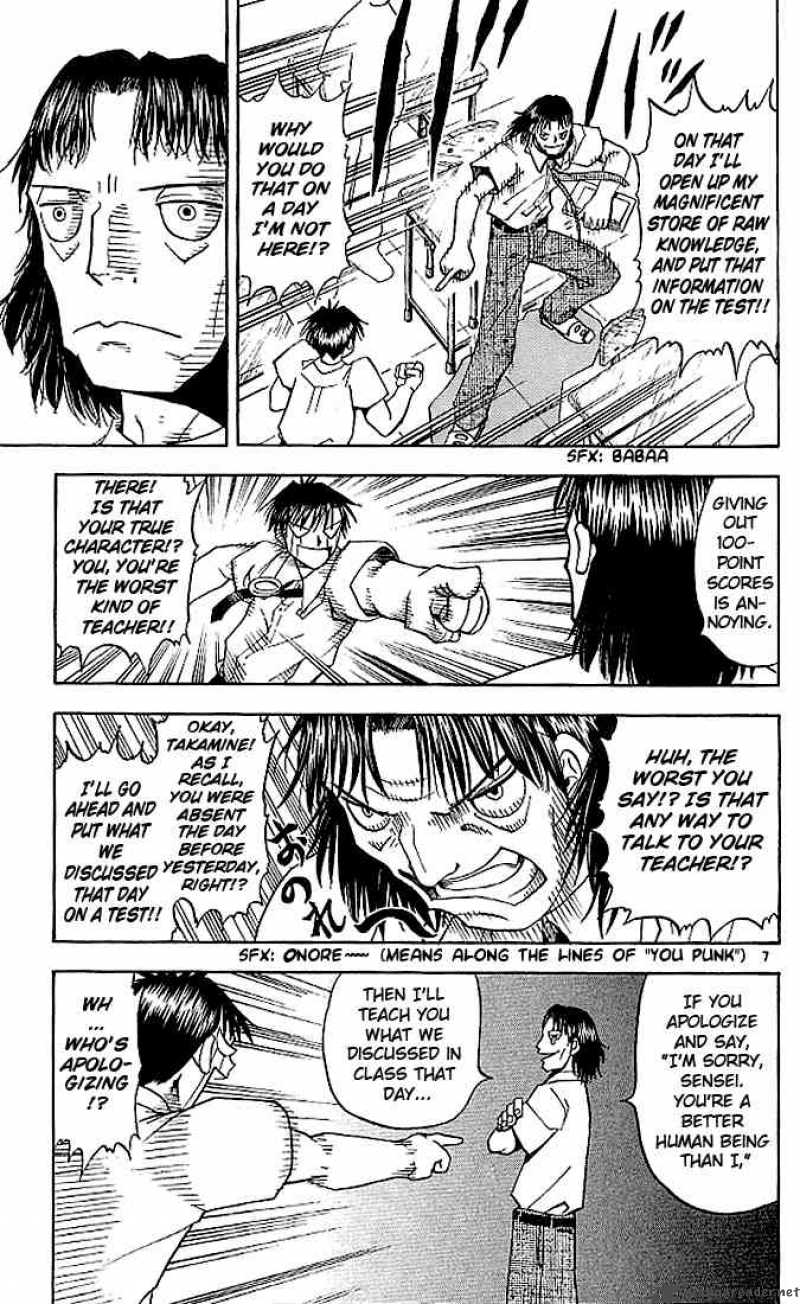 ON THAT
DAY I'LL
OPEN UP MY
MAGNIFICENT
STORE OF RAW
KNOWLEDGE,
AND PUT THAT
INFORMATION
ON THE TEST!!
WHY
WOULD
YOU DO
THAT ON
A DAY
I'M NOT
HERE!?
SFX: BABAA
GIVING
OUT
100-
POINT
SCORES
IS AN-
NOYING.
THERE!
IS THAT
YOUR TRUE
CHARACTER!?
YOU, YOU'RE
THE WORST
KIND OF
TEACHER!!
HUH, THE
WORST YOU
SAY!? IS THAT
ANY WAY TO
TALK TO YOUR
TEACHER!?
おのれ〜
OKAY,
TAKAMINE!
AS I
RECALL,
YOU WERE
ABSENT
THE DAY
BEFORE
YESTERDAY,
RIGHT!?
I'LL GO
AHEAD AND
PUT WHAT
WE
DISCUSSED
THAT DAY
ON A TEST!!
SFX: ONORE~~~ (MEANS ALONG THE LINES OF "YOU PUNK")
7
IF YOU
APOLOGIZE
AND SAY,
"I'M SORRY,
SENSEI.
YOU'RE A
BETTER
HUMAN BEING
THAN I,"
THEN I'LL
TEACH YOU
WHAT WE
DISCUSSED IN
CLASS THAT
DAY...
WH
...
WHO'S
APOLO-
GIZING
!?